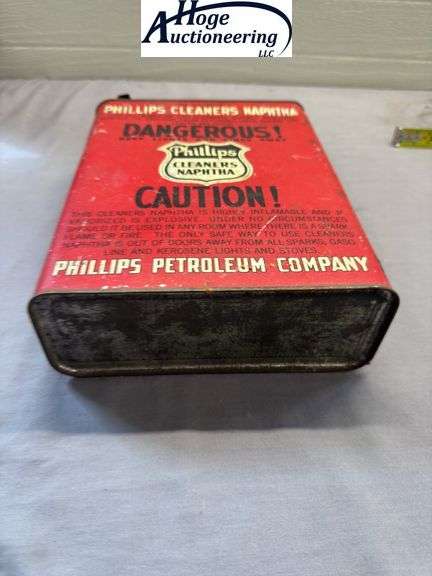 Hoge
Auctioneering
LLC
PHILLIPS CLEANERS NAPHTHA
DANGEROUS!
Phillips
CLEANERS
NAPHTHA
CAUTION!
THIS CLEANERS NAPHTHA IS HIGHLY INFLAMABLE AND IF
VAPORIZED IS EXPLOSIVE. UNDER NO CIRCUMSTANCES
SHOULD IT BE USED IN ANY ROOM WHERE THERE IS A SPARK,
FLAME OR FIRE. THE ONLY SAFE WAY TO USE CLEANERS
NAPHTHA IS OUT OF DOORS AWAY FROM ALL SPARKS, GASO-
LINE AND KEROSENE LIGHTS AND STOVES.
PHILLIPS PETROLEUM COMPANY